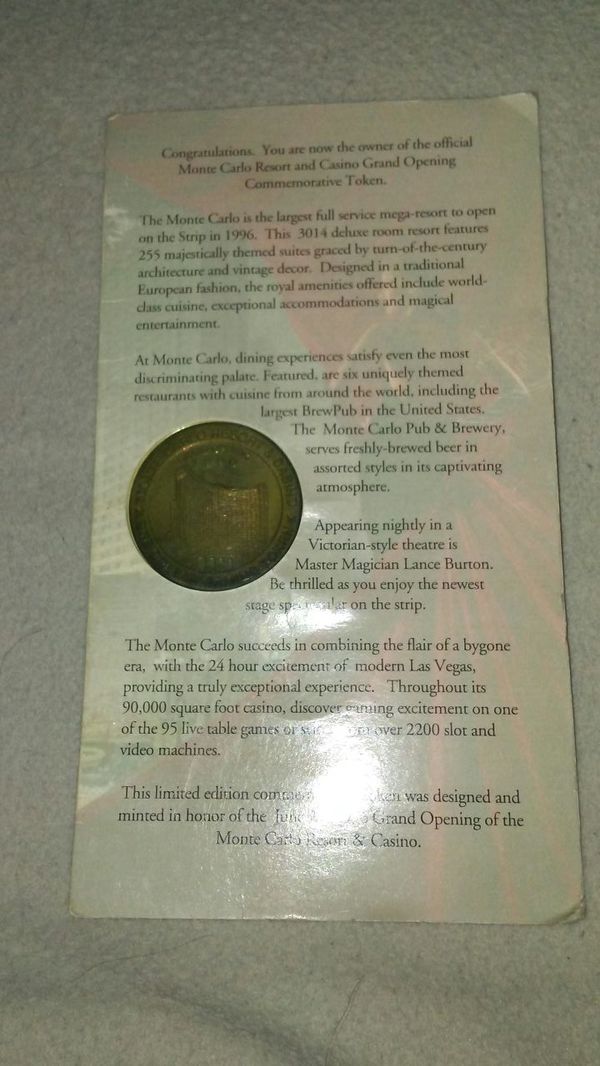 Congratulations. You are now the owner of the official
Monte Carlo Resort and Casino Grand Opening
Commemorative Token.
The Monte Carlo is the largest full service mega-resort to open
on the Strip in 1996. This 3014 deluxe room resort features
255 majestically themed suites graced by turn-of-the-century
architecture and vintage decor. Designed in a traditional
European fashion, the royal amenities offered include world-
class cuisine, exceptional accommodations and magical
entertainment.
At Monte Carlo, dining experiences satisfy even the most
discriminating palate. Featured, are six uniquely themed
restaurants with cuisine from around the world, including the
largest BrewPub in the United States.
The Monte Carlo Pub & Brewery,
serves freshly-brewed beer in
assorted styles in its captivating
atmosphere.
Appearing nightly in a
Victorian-style theatre is
Master Magician Lance Burton.
Be thrilled as you enjoy the newest
stage on the strip.
The Monte Carlo succeeds in combining the flair of a bygone
era, with the 24 hour excitement of modern Las Vegas,
providing a truly exceptional experience. Throughout its
90,000 square foot casino, discover gaming excitement on one
of the 95 live table games or over 2200 slot and
video machines.
This limited edition was designed and
minted in honor of the Grand Opening of the
Monte Carlo Resort & Casino.